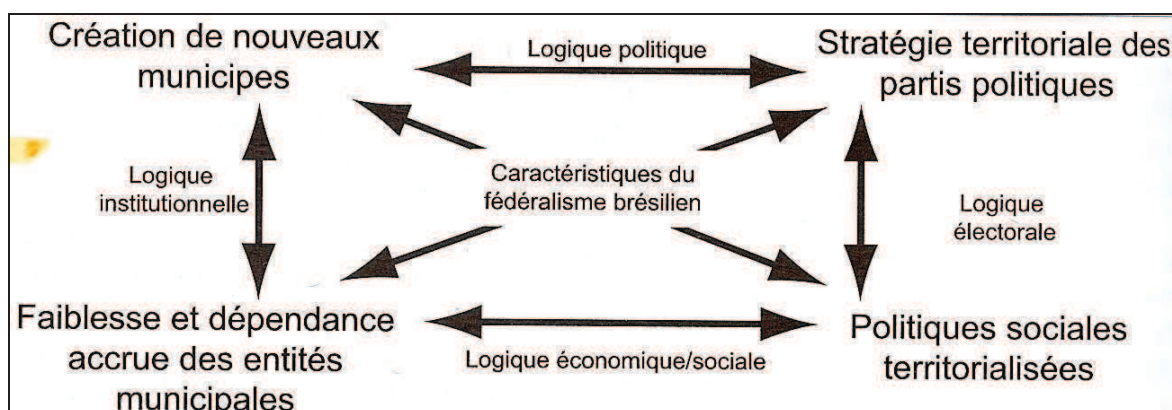 Création de nouveaux
municipes
Logique politique
Stratégie territoriale des
partis politiques
Logique
institutionnelle
Caractéristiques du
fédéralisme brésilien
Logique
électorale
Faiblesse et dépendance
accrue des entités
municipales
Logique économique/sociale
Politiques sociales
territorialisées